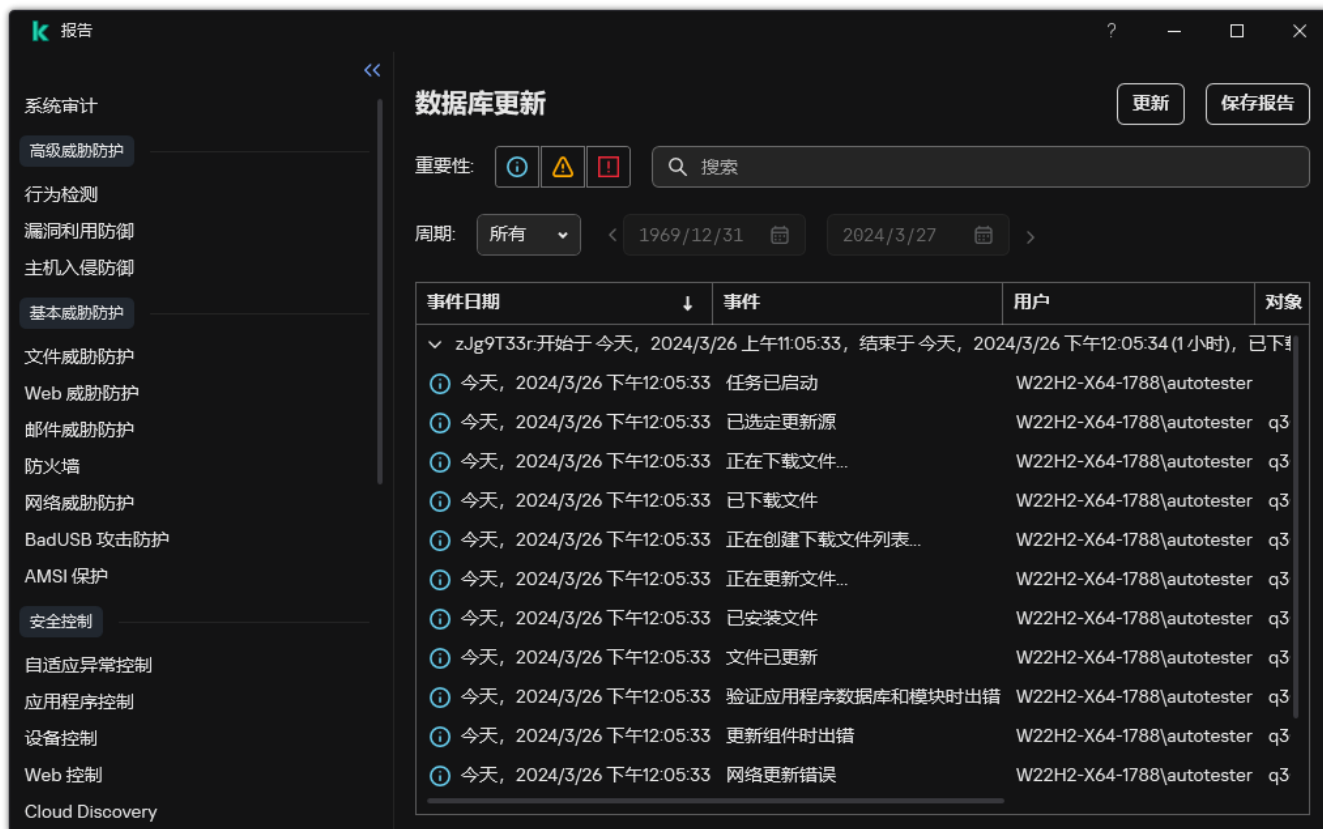 报告
?
系统审计
高级威胁防护
行为检测
漏洞利用防御
主机入侵防御
基本威胁防护
文件威胁防护
Web 威胁防护
邮件威胁防护
防火墙
网络威胁防护
BadUSB 攻击防护
AMSI 保护
安全控制
自适应异常控制
应用程序控制
设备控制
Web 控制
Cloud Discovery
数据库更新
更新 保存报告
重要性: 搜索
周期: 所有 1969/12/31 2024/3/27
事件日期 事件 用户 对象
zJg9T33r:开始于 今天，2024/3/26 上午11:05:33，结束于 今天，2024/3/26 下午12:05:34 (1 小时)，已下
今天，2024/3/26 下午12:05:33 任务已启动 W22H2-X64-1788\autotester
今天，2024/3/26 下午12:05:33 已选定更新源 W22H2-X64-1788\autotester q3
今天，2024/3/26 下午12:05:33 正在下载文件... W22H2-X64-1788\autotester q3
今天，2024/3/26 下午12:05:33 已下载文件 W22H2-X64-1788\autotester q3
今天，2024/3/26 下午12:05:33 正在创建下载文件列表... W22H2-X64-1788\autotester q3
今天，2024/3/26 下午12:05:33 正在更新文件... W22H2-X64-1788\autotester q3
今天，2024/3/26 下午12:05:33 已安装文件 W22H2-X64-1788\autotester q3
今天，2024/3/26 下午12:05:33 文件已更新 W22H2-X64-1788\autotester q3
今天，2024/3/26 下午12:05:33 验证应用程序数据库和模块时出错 W22H2-X64-1788\autotester q3
今天，2024/3/26 下午12:05:33 更新组件时出错 W22H2-X64-1788\autotester q3
今天，2024/3/26 下午12:05:33 网络更新错误 W22H2-X64-1788\autotester q3